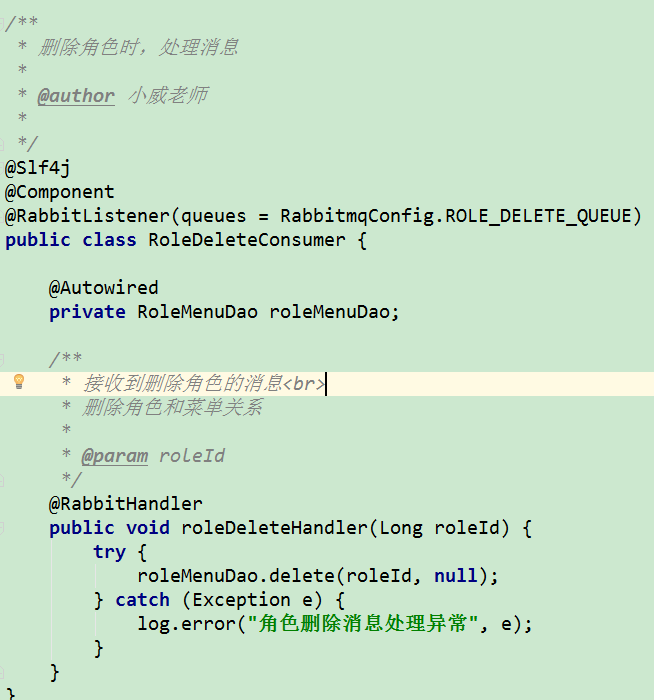 /**
 * 删除角色时，处理消息
 *
 * @author 小威老师
 *
 */
@Slf4j
@Component
@RabbitListener(queues = RabbitmqConfig.ROLE_DELETE_QUEUE)
public class RoleDeleteConsumer {
    @Autowired
    private RoleMenuDao roleMenuDao;
    /**
     * 接收到删除角色的消息<br>
     * 删除角色和菜单关系
     *
     * @param roleId
     */
    @RabbitHandler
    public void roleDeleteHandler(Long roleId) {
        try {
            roleMenuDao.delete(roleId, null);
        } catch (Exception e) {
            log.error("角色删除消息处理异常", e);
        }
    }
}